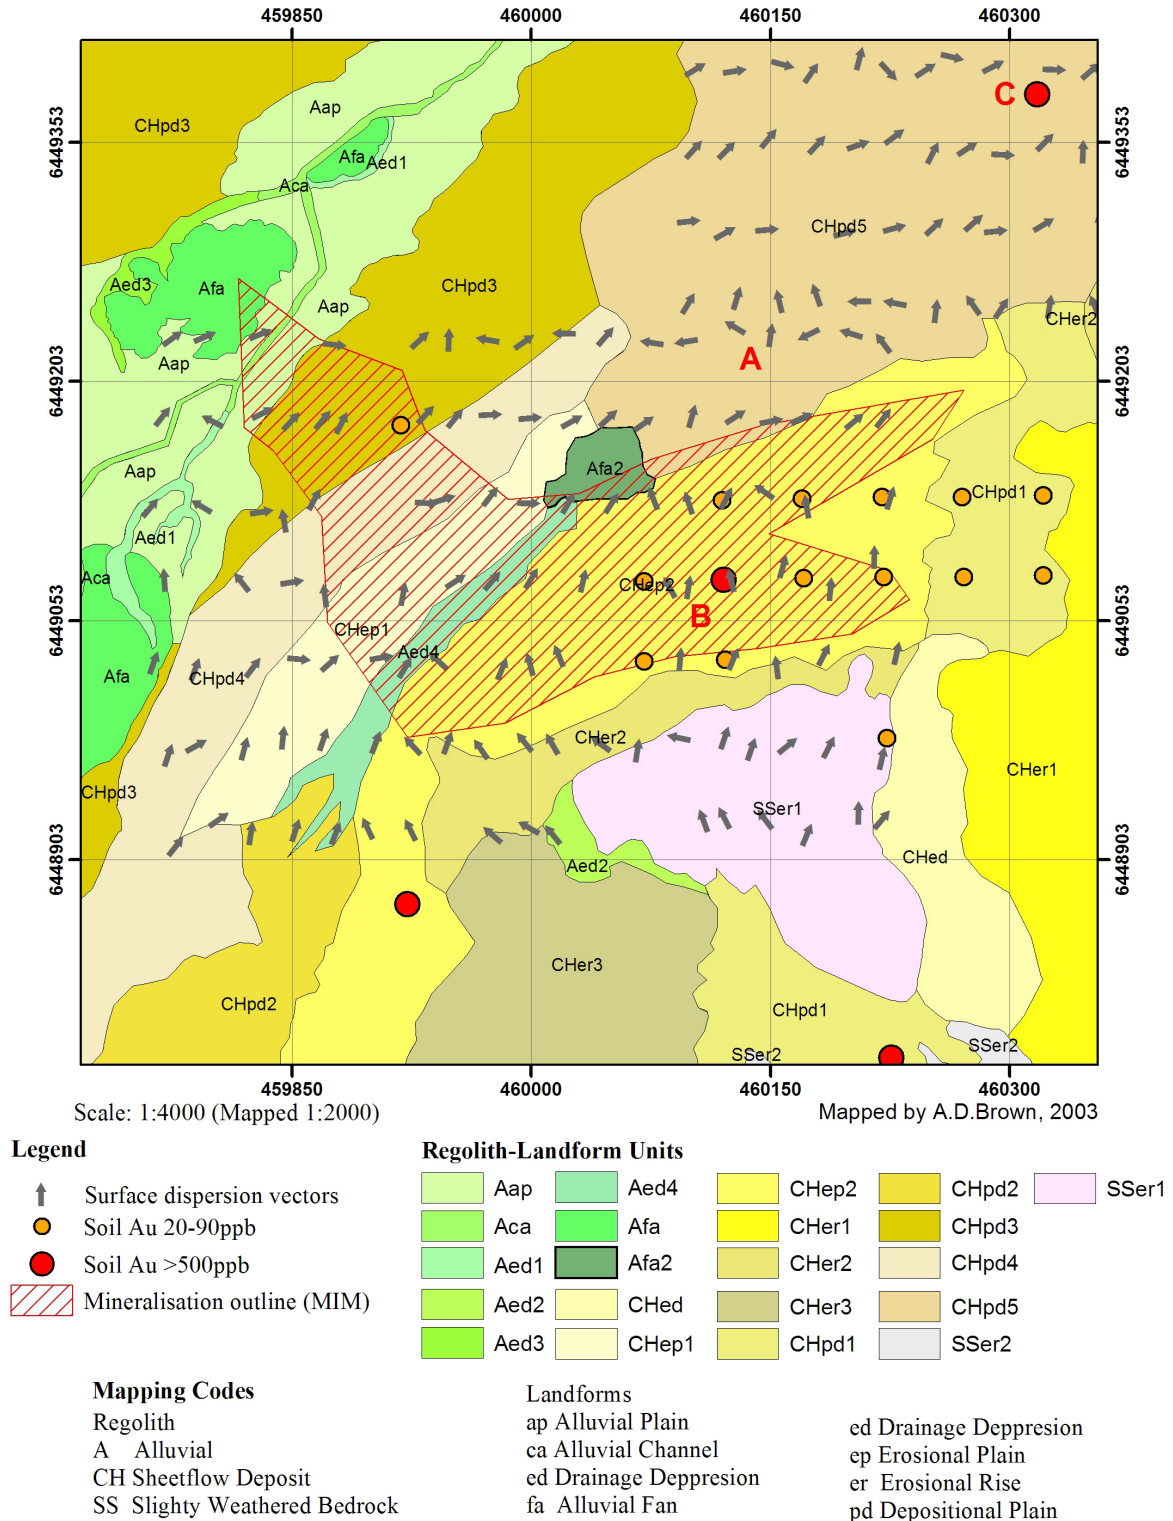 459850 460000 460150 460300
6449353 6449353
6449203 6449203
6449053 6449053
6448903 6448903
C
CHpd3
Aap
Afa Aed1
Aca
CHpd5
Aed3
Afa
CHpd3
Aap
CHer2
Aap
A
Aap
Afa2
CHpd1
Aed1
Aca
CHep2
B
CHep1
Aed4
Afa
CHpd4
CHer2
CHer1
CHpd3
SSer1
CHed
Aed2
CHer3
CHpd2
CHpd1
SSer2
SSer2
459850 460000 460150 460300
Scale: 1:4000 (Mapped 1:2000)
Mapped by A.D.Brown, 2003
Legend
Surface dispersion vectors
Soil Au 20-90ppb
Soil Au >500ppb
Mineralisation outline (MIM)
Regolith-Landform Units
Aap Aed4 CHep2 CHpd2 SSer1
Aca Afa CHer1 CHpd3
Aed1 Afa2 CHer2 CHpd4
Aed2 CHed CHer3 CHpd5
Aed3 CHep1 CHpd1 SSer2
Mapping Codes
Regolith
A Alluvial
CH Sheetflow Deposit
SS Slighty Weathered Bedrock
Landforms
ap Alluvial Plain
ca Alluvial Channel
ed Drainage Deppresion
fa Alluvial Fan
ed Drainage Deppresion
ep Erosional Plain
er Erosional Rise
pd Depositional Plain